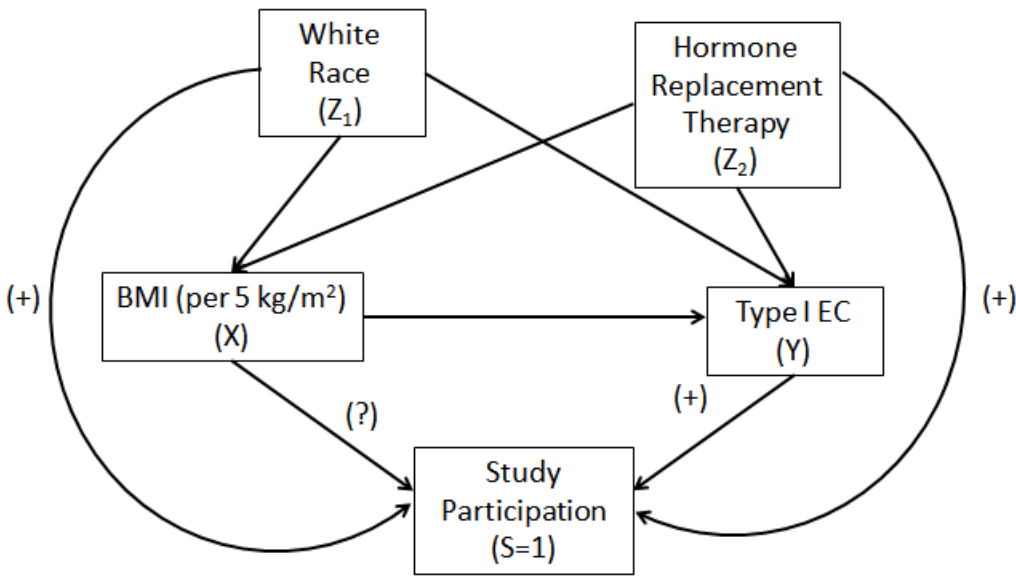 White
Race
(Z₁)
Hormone
Replacement
Therapy
(Z₂)
(+)
BMI (per 5 kg/m²)
(X)
Type I EC
(Y)
(+)
(?)
(+)
Study
Participation
(S=1)